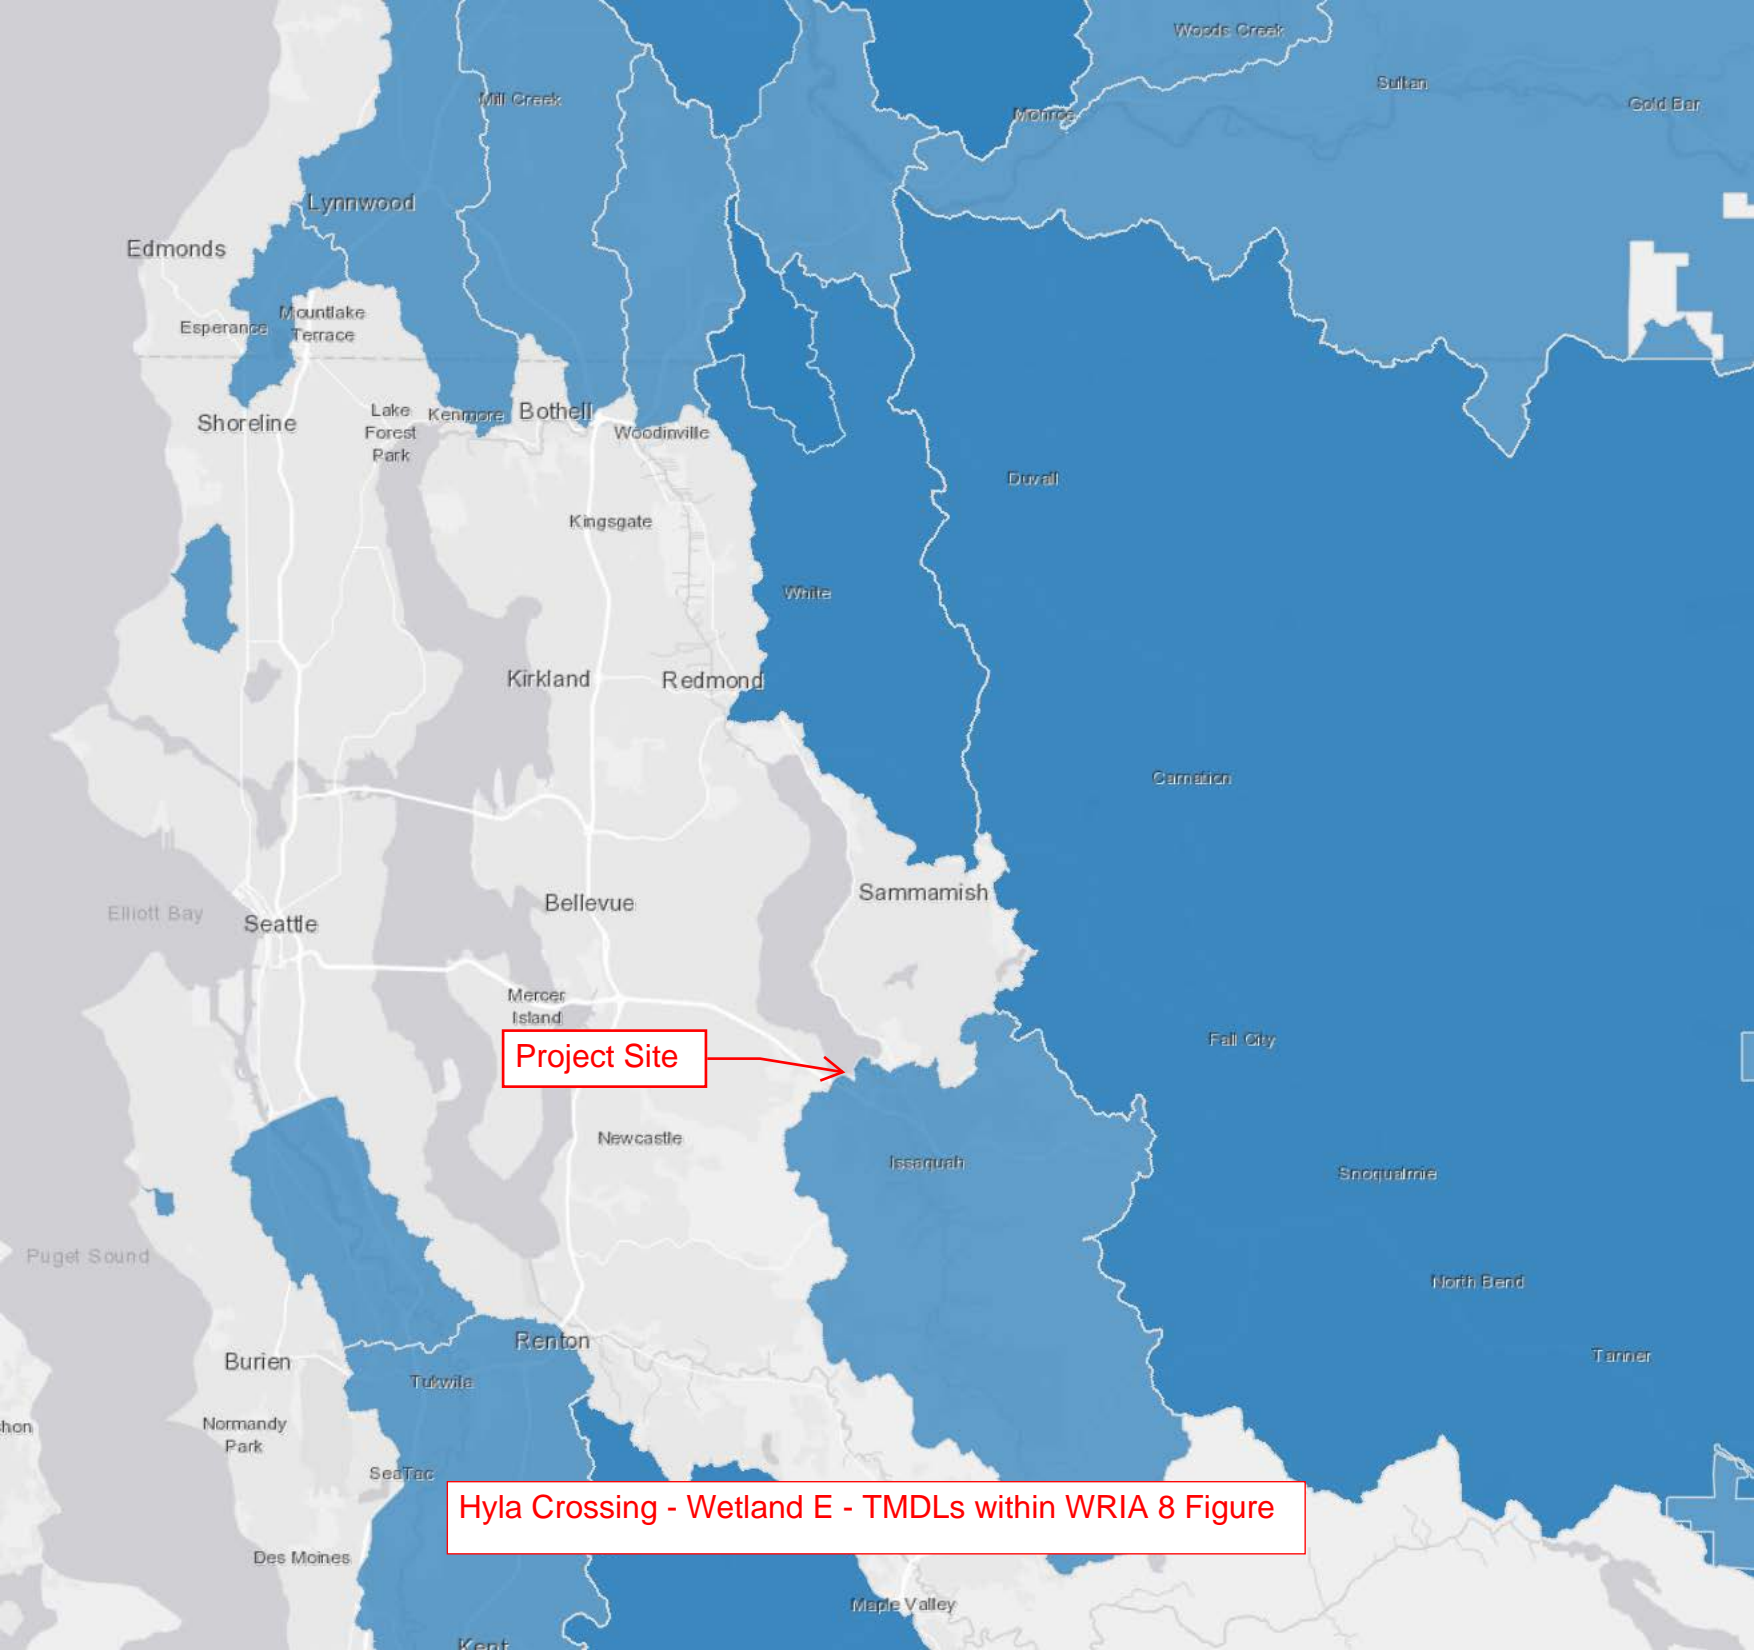 Woods Creek
Sultan
Gold Bar
Mill Creek
Monroe
Lynnwood
Edmonds
Mountlake
Terrace
Esperance
Lake
Forest
Park
Kenmore
Bothell
Shoreline
Woodinville
Duvall
Kingsgate
White
Kirkland
Redmond
Carnation
Sammamish
Bellevue
Elliott Bay
Seattle
Mercer
Island
Fall City
Project Site
Newcastle
Issaquah
Snoqualmie
Puget Sound
North Bend
Renton
Burien
Tanner
Tukwila
hon
Normandy
Park
SeaTac
Hyla Crossing - Wetland E - TMDLs within WRIA 8 Figure
Des Moines
Maple Valley
Kent